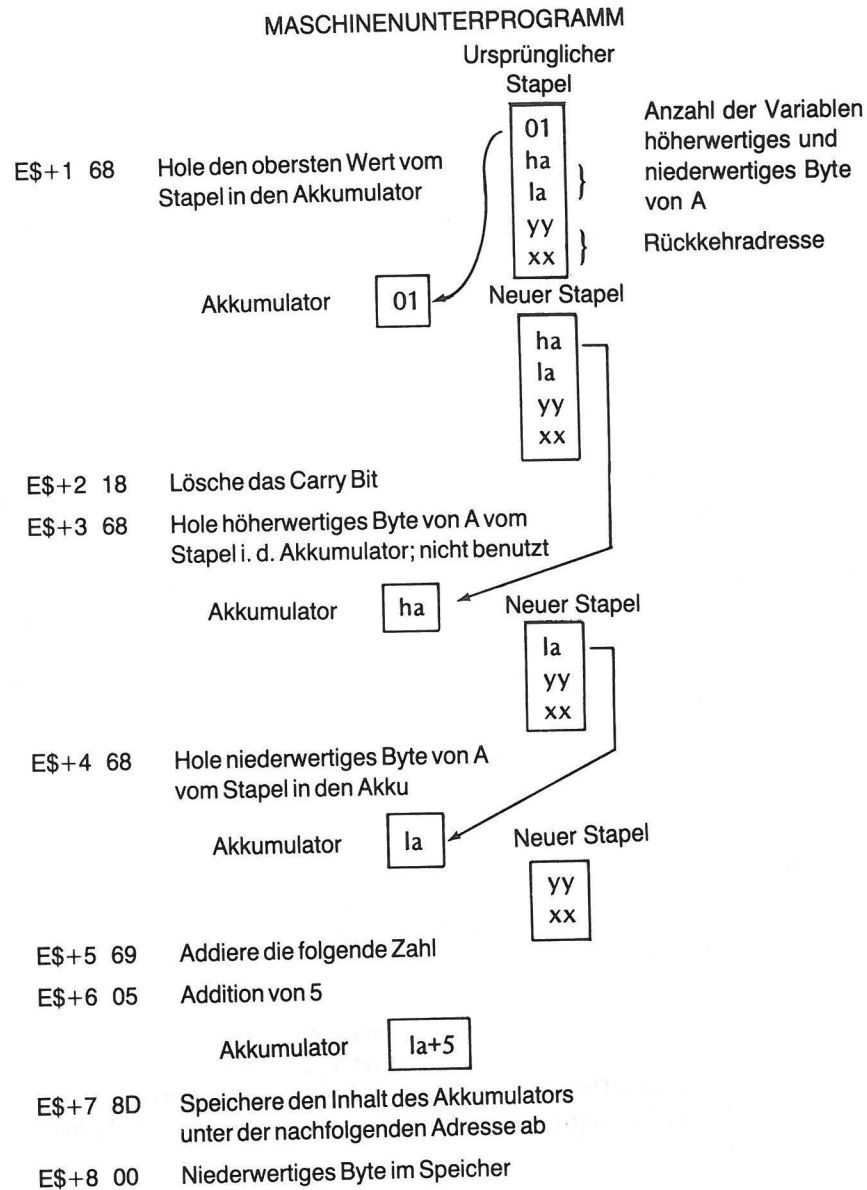 MASCHINENUNTERPROGRAMM
Ursprünglicher
Stapel
E$+1 68 Hole den obersten Wert vom
Stapel in den Akkumulator
01
ha
la
yy
xx
}
}
Anzahl der Variablen
höherwertiges und
niederwertiges Byte
von A
Rückkehradresse
Akkumulator 01
Neuer Stapel
ha
la
yy
xx
E$+2 18 Lösche das Carry Bit
E$+3 68 Hole höherwertiges Byte von A vom
Stapel i. d. Akkumulator; nicht benutzt
Akkumulator ha
Neuer Stapel
la
yy
xx
E$+4 68 Hole niederwertiges Byte von A
vom Stapel in den Akku
Akkumulator la
Neuer Stapel
yy
xx
E$+5 69 Addiere die folgende Zahl
E$+6 05 Addition von 5
Akkumulator la+5
E$+7 8D Speichere den Inhalt des Akkumulators
unter der nachfolgenden Adresse ab
E$+8 00 Niederwertiges Byte im Speicher